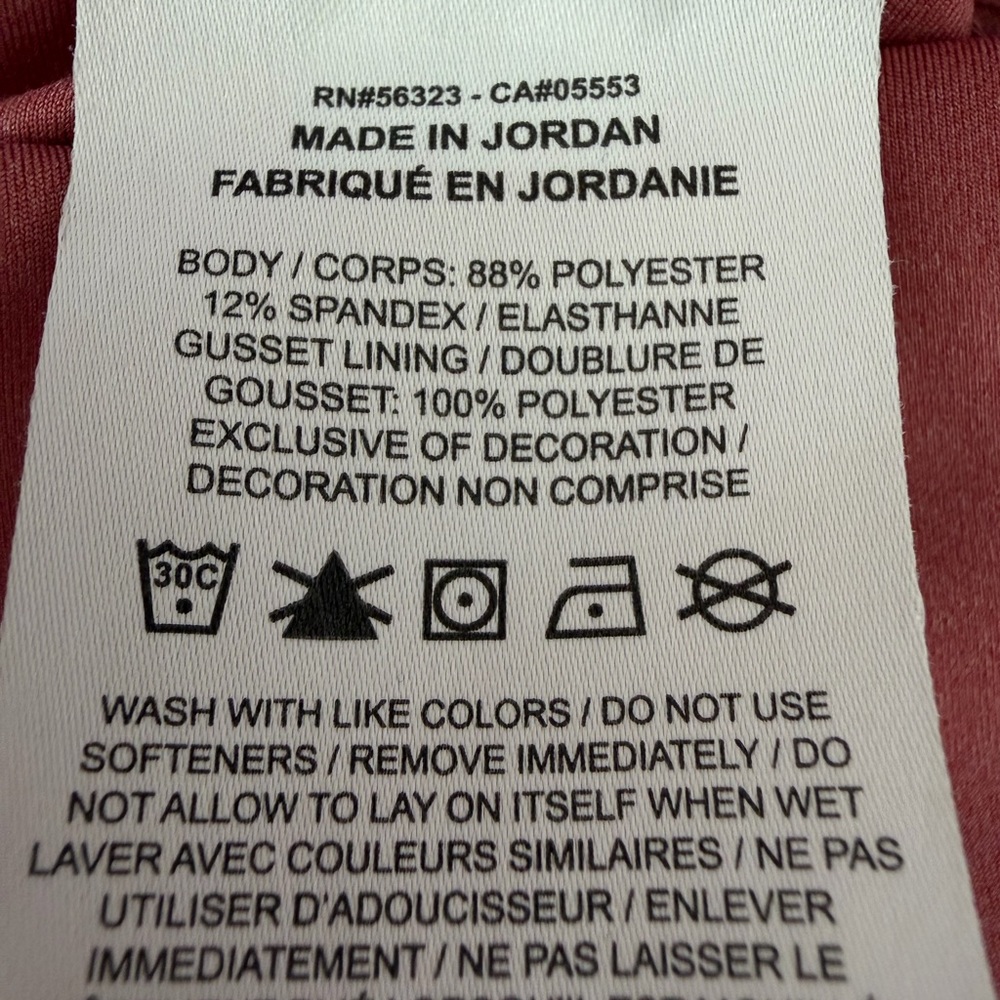 RN#56323 - CA#05553
MADE IN JORDAN
FABRIQUÉ EN JORDANIE
BODY / CORPS: 88% POLYESTER
12% SPANDEX / ELASTHANNE
GUSSET LINING / DOUBLURE DE
GOUSSET: 100% POLYESTER
EXCLUSIVE OF DECORATION /
DECORATION NON COMPRISE
30C
WASH WITH LIKE COLORS / DO NOT USE
SOFTENERS / REMOVE IMMEDIATELY / DO
NOT ALLOW TO LAY ON ITSELF WHEN WET
LAVER AVEC COULEURS SIMILAIRES / NE PAS
UTILISER D'ADOUCISSEUR / ENLEVER
IMMEDIATEMENT / NE PAS LAISSER LE